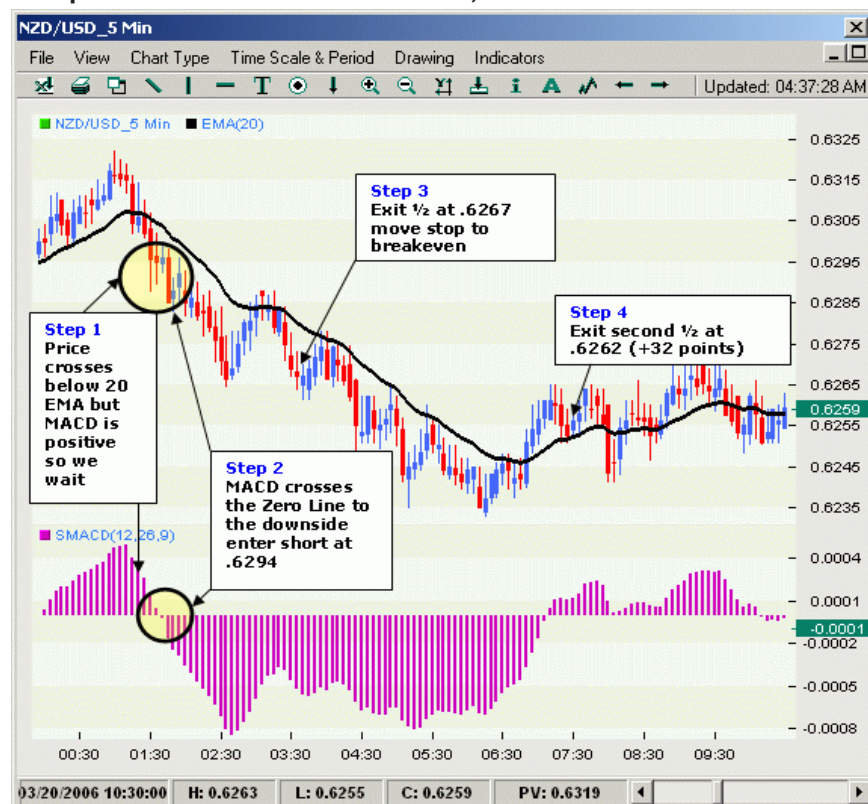 NZD/USD_5 Min
File View Chart Type Time Scale & Period Drawing Indicators
Updated: 04:37:28 AM
NZD/USD_5 Min EMA(20)
0.6325
0.6315
0.6305
0.6295
0.6285
0.6275
0.6265
0.6259
0.6255
0.6245
0.6235
Step 1
Price
crosses
below 20
EMA but
MACD is
positive
so we
wait
Step 2
MACD crosses
the Zero Line to
the downside
enter short at
.6294
Step 3
Exit ½ at .6267
move stop to
breakeven
Step 4
Exit second ½ at
.6262 (+32 points)
SMACD(12,26,9)
0.0004
0.0001
-0.0001
-0.0002
-0.0005
-0.0008
00:30 01:30 02:30 03:30 04:30 05:30 06:30 07:30 08:30 09:30
03/20/2006 10:30:00 H: 0.6263 L: 0.6255 C: 0.6259 PV: 0.6319